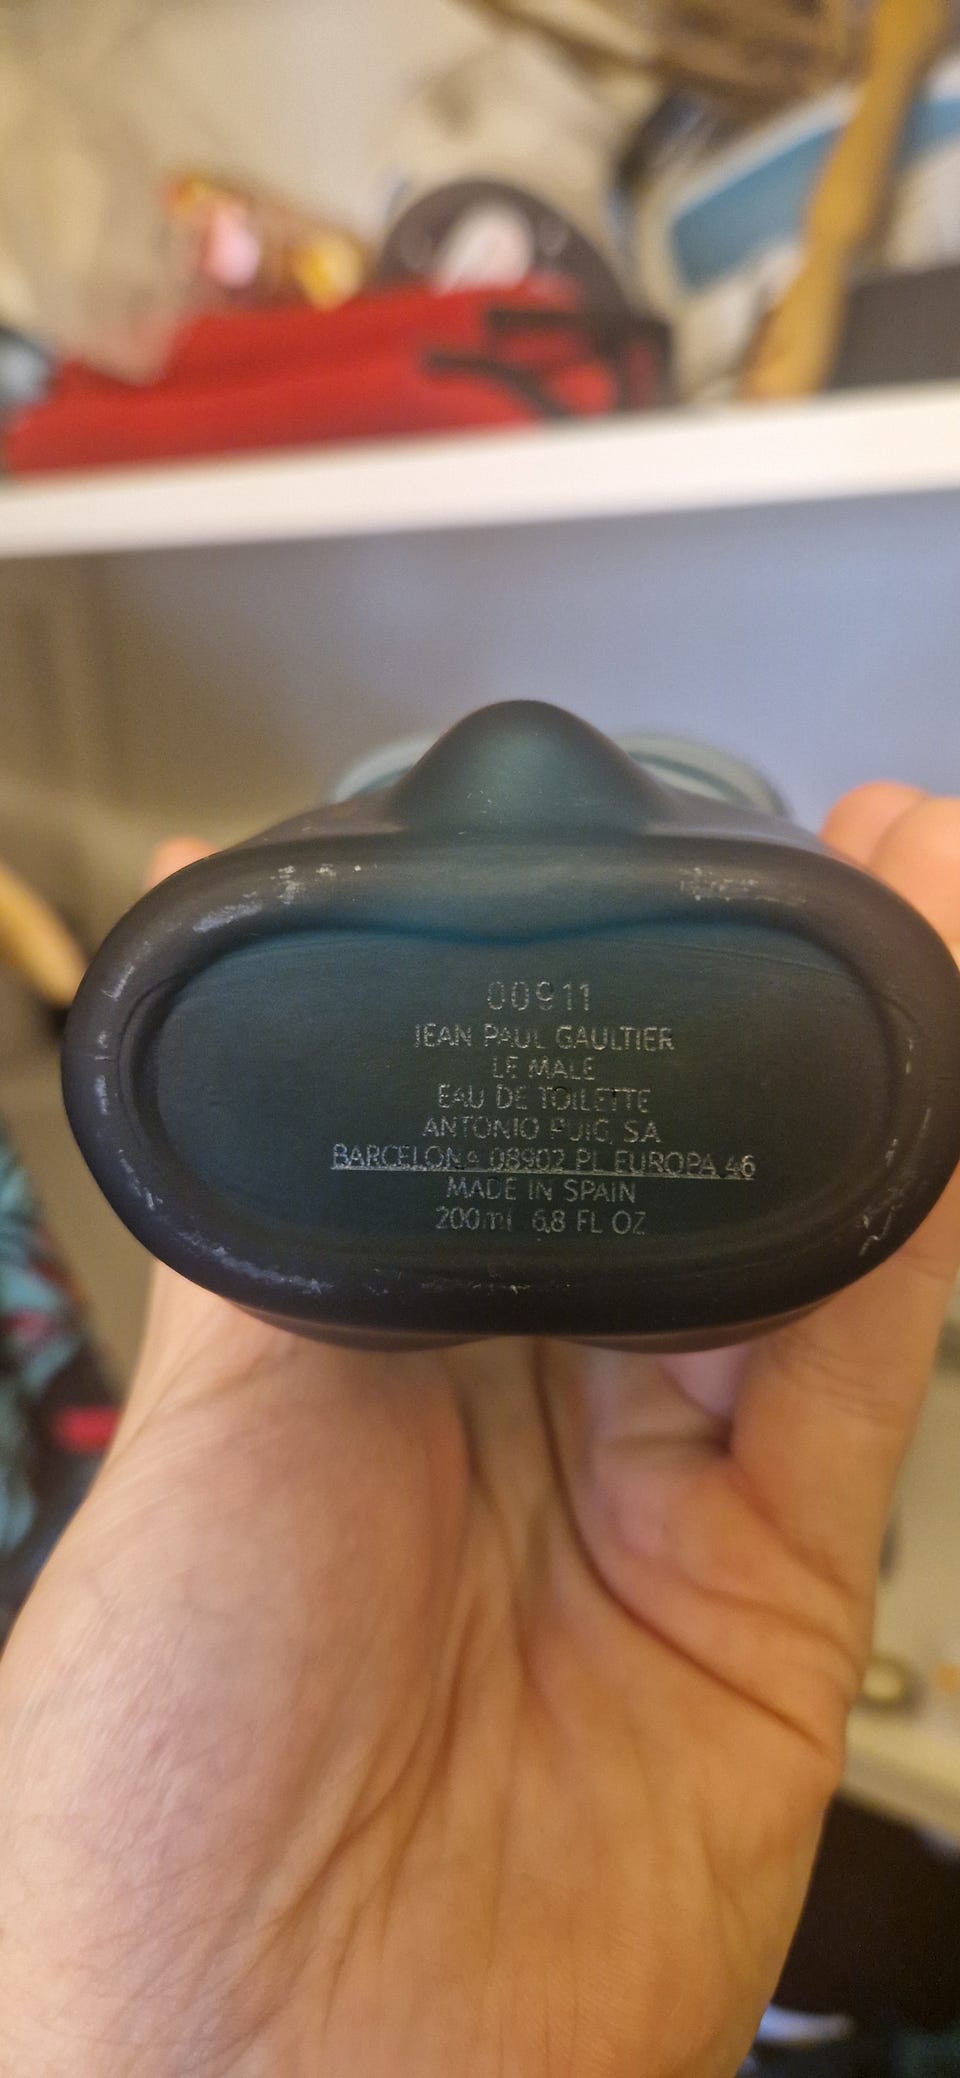 00911
JEAN PAUL GAULTIER
LE MALE
EAU DE TOILETTE
ANTONIO PUIG, SA
BARCELONA 08902 PL EUROPA 46
MADE IN SPAIN
200ml 6,8 FL OZ